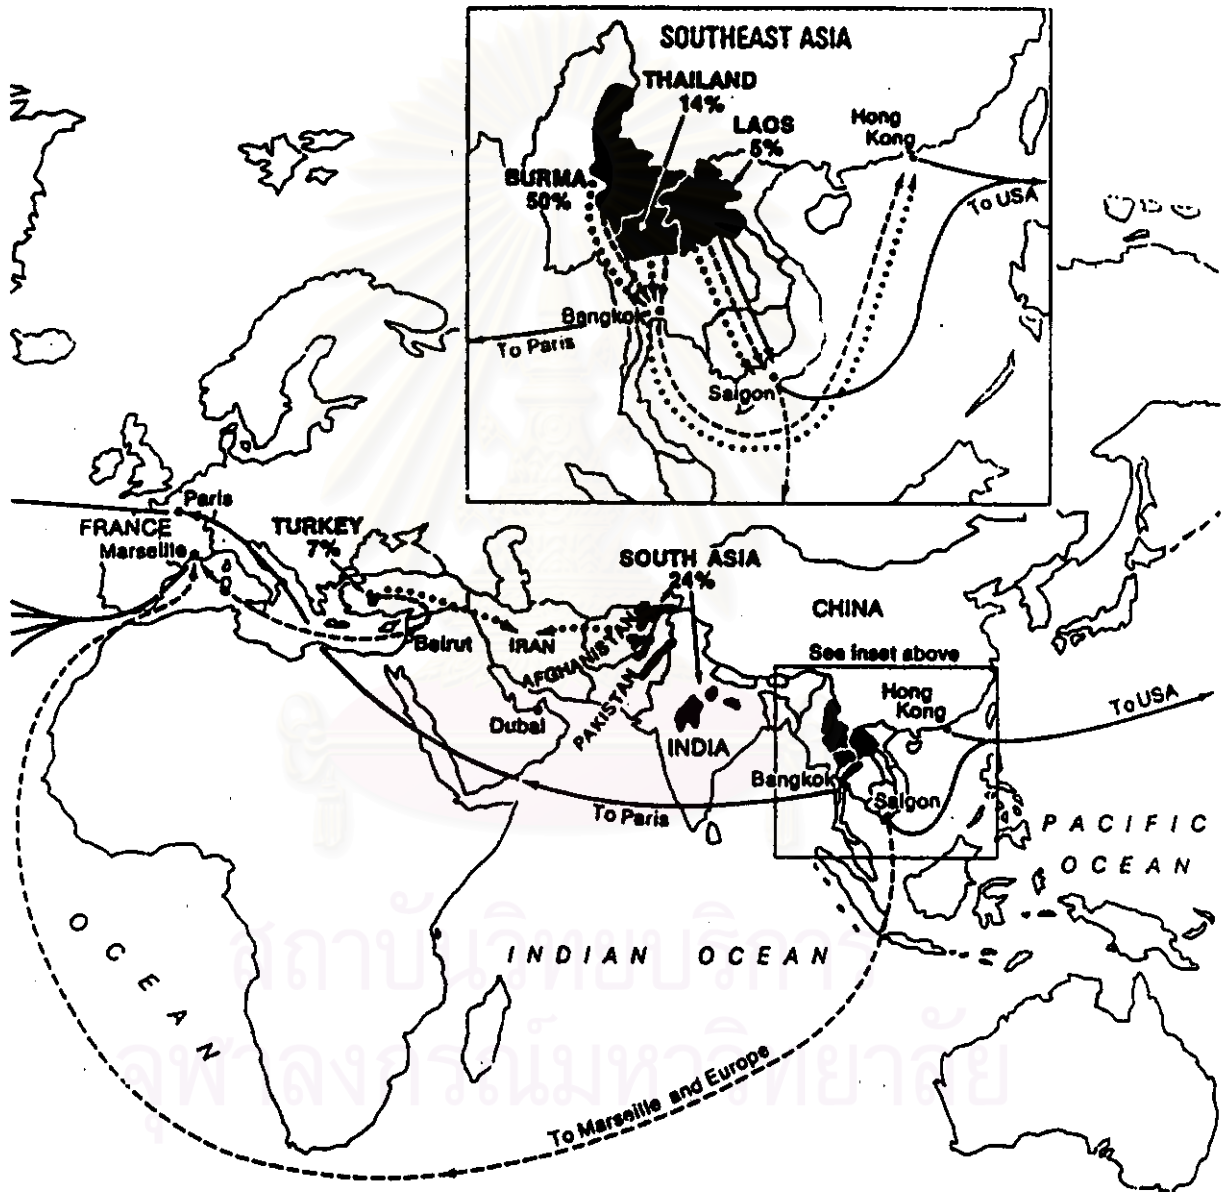 SOUTHEAST ASIA
THAILAND
14%
LAOS
5%
Hong
Kong
BURMA
50%
To USA
Bangkok
To Paris
Saigon
Paris
FRANCE
Marseille
TURKEY
7%
SOUTH ASIA
24%
CHINA
Beirut
IRAN
AFGHANISTAN
See inset above
PAKISTAN
Hong
Kong
To USA
Dubai
INDIA
Bangkok
Saigon
To Paris
PACIFIC
OCEAN
OCEAN
INDIAN OCEAN
สถาบันวิทยบริการ
จุฬาลงกรณ์มหาวิทยาลัย
To Marseille and Europe